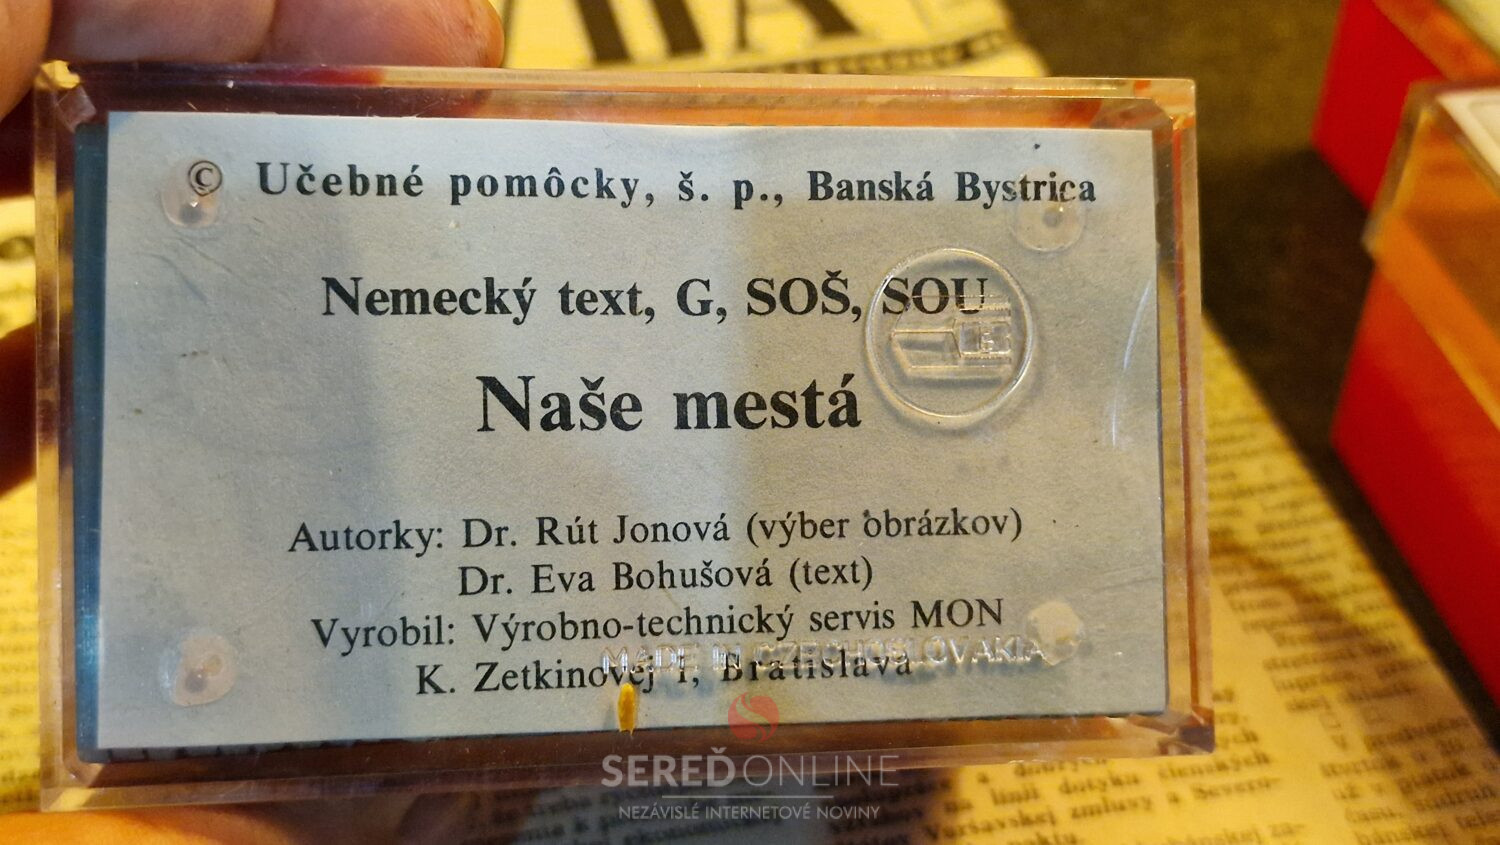 © Učebné pomôcky, š. p., Banská Bystrica
Nemecký text, G, SOŠ, SOU
Naše mestá
Autorky: Dr. Rút Jonová (výber obrázkov)
Dr. Eva Bohušová (text)
Vyrobil: Výrobno-technický servis MON
MADE IN CZECHOSLOVAKIA
K. Zetkinovej 1, Bratislava
SEREĎONLINE
NEZÁVISLÉ INTERNETOVÉ NOVINY